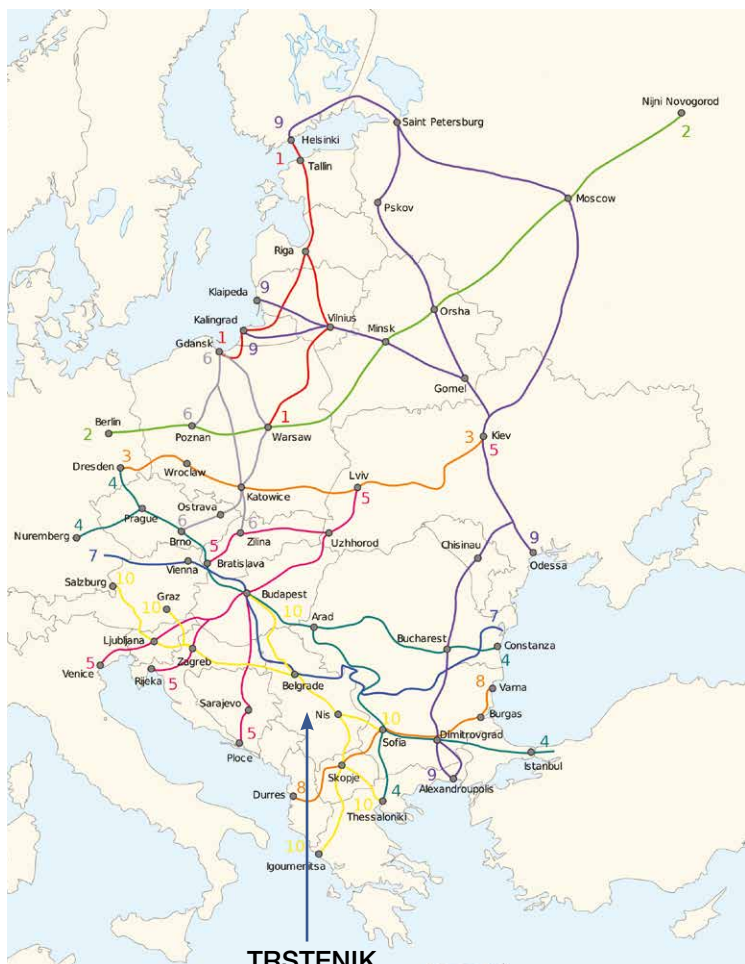 Nijni Novogorod
2
9
Saint Petersburg
Helsinki
1
Tallin
Moscow
Pskov
Riga
9
Klaipeda
Kalingrad
Vilnius
Orsha
Gdansk
1
9
Minsk
6
Gomel
6
1
Berlin
2
Poznan
Warsaw
3
Kiev
5
3
Dresden
Wroclaw
4
Katowice
Lviv
5
Ostrava
Prague
4
6
6
Nuremberg
Brno
Zilina
Uzhhorod
5
9
7
Chisinau
Odessa
Vienna
Bratislava
Salzburg
10
Budapest
Graz
10
10
Arad
7
Ljubljana
Bucharest
Constanza
4
Zagreb
Venice
5
Rijeka
5
Belgrade
8
Varna
Sarajevo
Nis
10
Burgas
5
Sofia
Dimitrovgrad
4
Ploce
Istanbul
Skopje
9
Alexandroupolis
8
Durres
10
4
Thessaloniki
10
Igoumenitsa
TRSTENIK